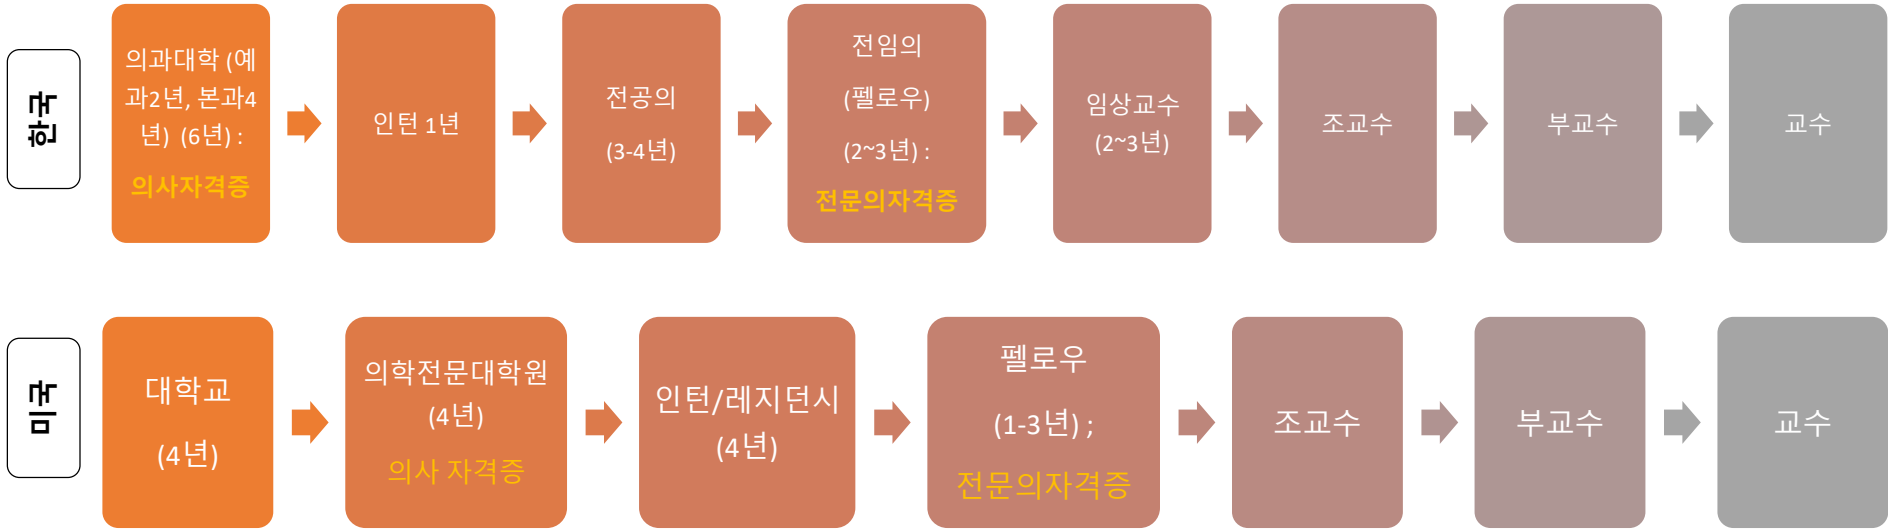 한국
의과대학 (예
과2년, 본과4
년) (6년) :
의사자격증
인턴 1년
전공의
(3-4년)
전임의
(펠로우)
(2~3년) :
전문의자격증
임상교수
(2~3년)
조교수
부교수
교수
미국
대학교
(4년)
의학전문대학원
(4년)
의사 자격증
인턴/레지던시
(4년)
펠로우
(1-3년) ;
전문의자격증
조교수
부교수
교수